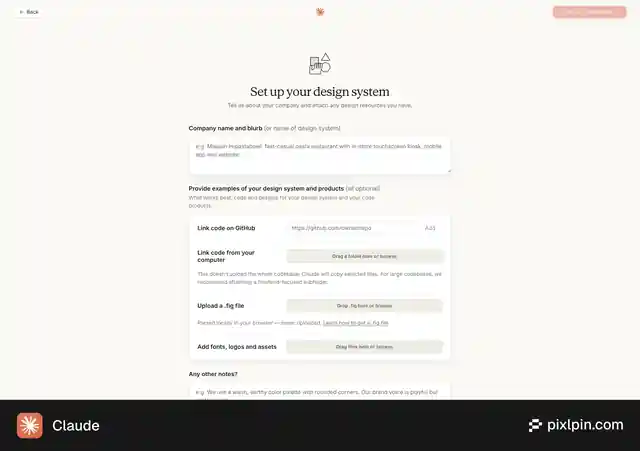 ← Back
Set up your design system
Tell us about your company and attach any design resources you have.
Company name and blurb (or name of design system)
e.g. Mission Impastabowl: fast-casual pasta restaurant with in-store touchscreen kiosk, mobile
app and website
Provide examples of your design system and products (all optional)
What works best: code and designs for your design system and your code
products.
Link code on GitHub
https://github.com/owner/repo
Add
Link code from your
computer
Drag a folder here or browse
This doesn't upload the whole codebase; Claude will copy selected files. For large codebases, we
recommend attaching a frontend-focused subfolder.
Upload a .fig file
Drop .fig here or browse
Parsed locally in your browser — never uploaded. Learn how to get a .fig file
Add fonts, logos and assets
Drag files here or browse
Any other notes?
e.g. We use a warm, earthy color palette with rounded corners. Our brand voice is playful but
Claude
pixlpin.com